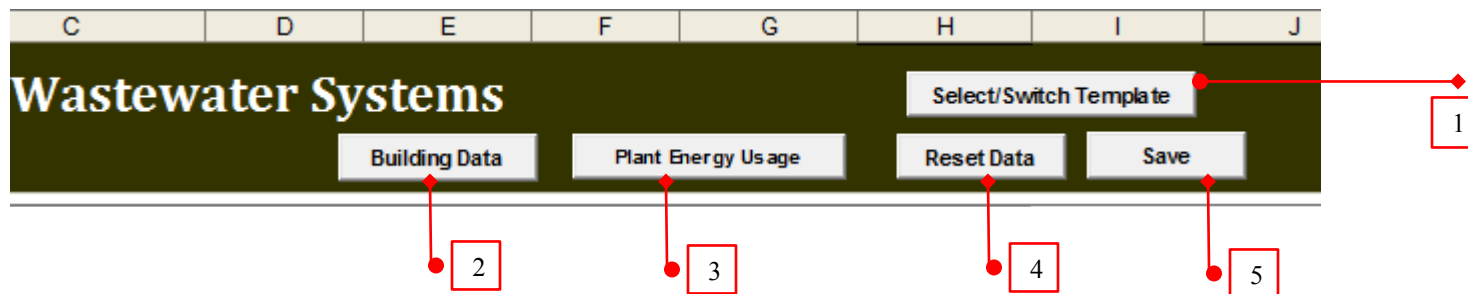 C D E F G H I J
Wastewater Systems
Select/Switch Template
1
Building Data Plant Energy Usage Reset Data Save
2 3 4 5